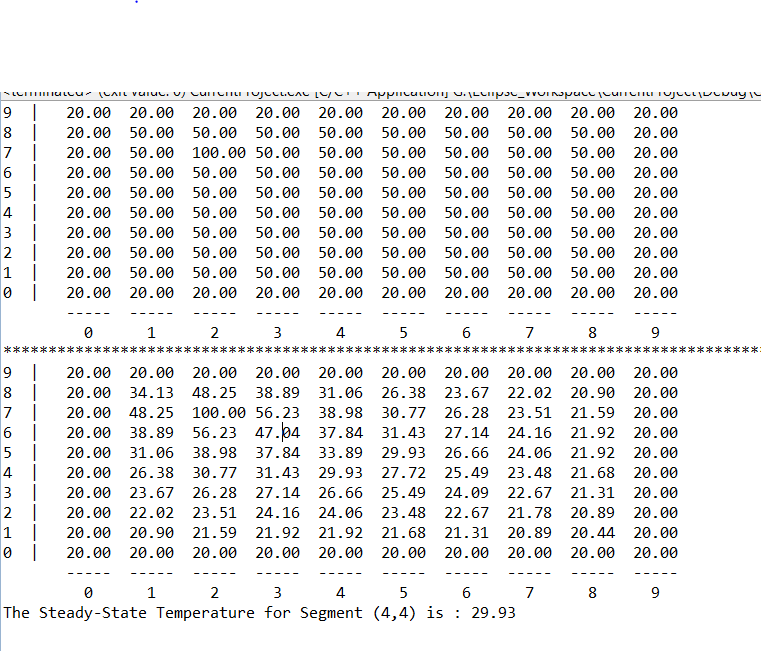 9  |   20.00  20.00  20.00  20.00  20.00  20.00  20.00  20.00  20.00  20.00
8  |   20.00  50.00  50.00  50.00  50.00  50.00  50.00  50.00  50.00  20.00
7  |   20.00  50.00  100.00 50.00  50.00  50.00  50.00  50.00  50.00  20.00
6  |   20.00  50.00  50.00  50.00  50.00  50.00  50.00  50.00  50.00  20.00
5  |   20.00  50.00  50.00  50.00  50.00  50.00  50.00  50.00  50.00  20.00
4  |   20.00  50.00  50.00  50.00  50.00  50.00  50.00  50.00  50.00  20.00
3  |   20.00  50.00  50.00  50.00  50.00  50.00  50.00  50.00  50.00  20.00
2  |   20.00  50.00  50.00  50.00  50.00  50.00  50.00  50.00  50.00  20.00
1  |   20.00  50.00  50.00  50.00  50.00  50.00  50.00  50.00  50.00  20.00
0  |   20.00  20.00  20.00  20.00  20.00  20.00  20.00  20.00  20.00  20.00
       -----  -----  -----  -----  -----  -----  -----  -----  -----  -----
         0      1      2      3      4      5      6      7      8      9
*************************************************************************************
9  |   20.00  20.00  20.00  20.00  20.00  20.00  20.00  20.00  20.00  20.00
8  |   20.00  34.13  48.25  38.89  31.06  26.38  23.67  22.02  20.90  20.00
7  |   20.00  48.25  100.00 56.23  38.98  30.77  26.28  23.51  21.59  20.00
6  |   20.00  38.89  56.23  47.04  37.84  31.43  27.14  24.16  21.92  20.00
5  |   20.00  31.06  38.98  37.84  33.89  29.93  26.66  24.06  21.92  20.00
4  |   20.00  26.38  30.77  31.43  29.93  27.72  25.49  23.48  21.68  20.00
3  |   20.00  23.67  26.28  27.14  26.66  25.49  24.09  22.67  21.31  20.00
2  |   20.00  22.02  23.51  24.16  24.06  23.48  22.67  21.78  20.89  20.00
1  |   20.00  20.90  21.59  21.92  21.92  21.68  21.31  20.89  20.44  20.00
0  |   20.00  20.00  20.00  20.00  20.00  20.00  20.00  20.00  20.00  20.00
       -----  -----  -----  -----  -----  -----  -----  -----  -----  -----
         0      1      2      3      4      5      6      7      8      9
The Steady-State Temperature for Segment (4,4) is : 29.93